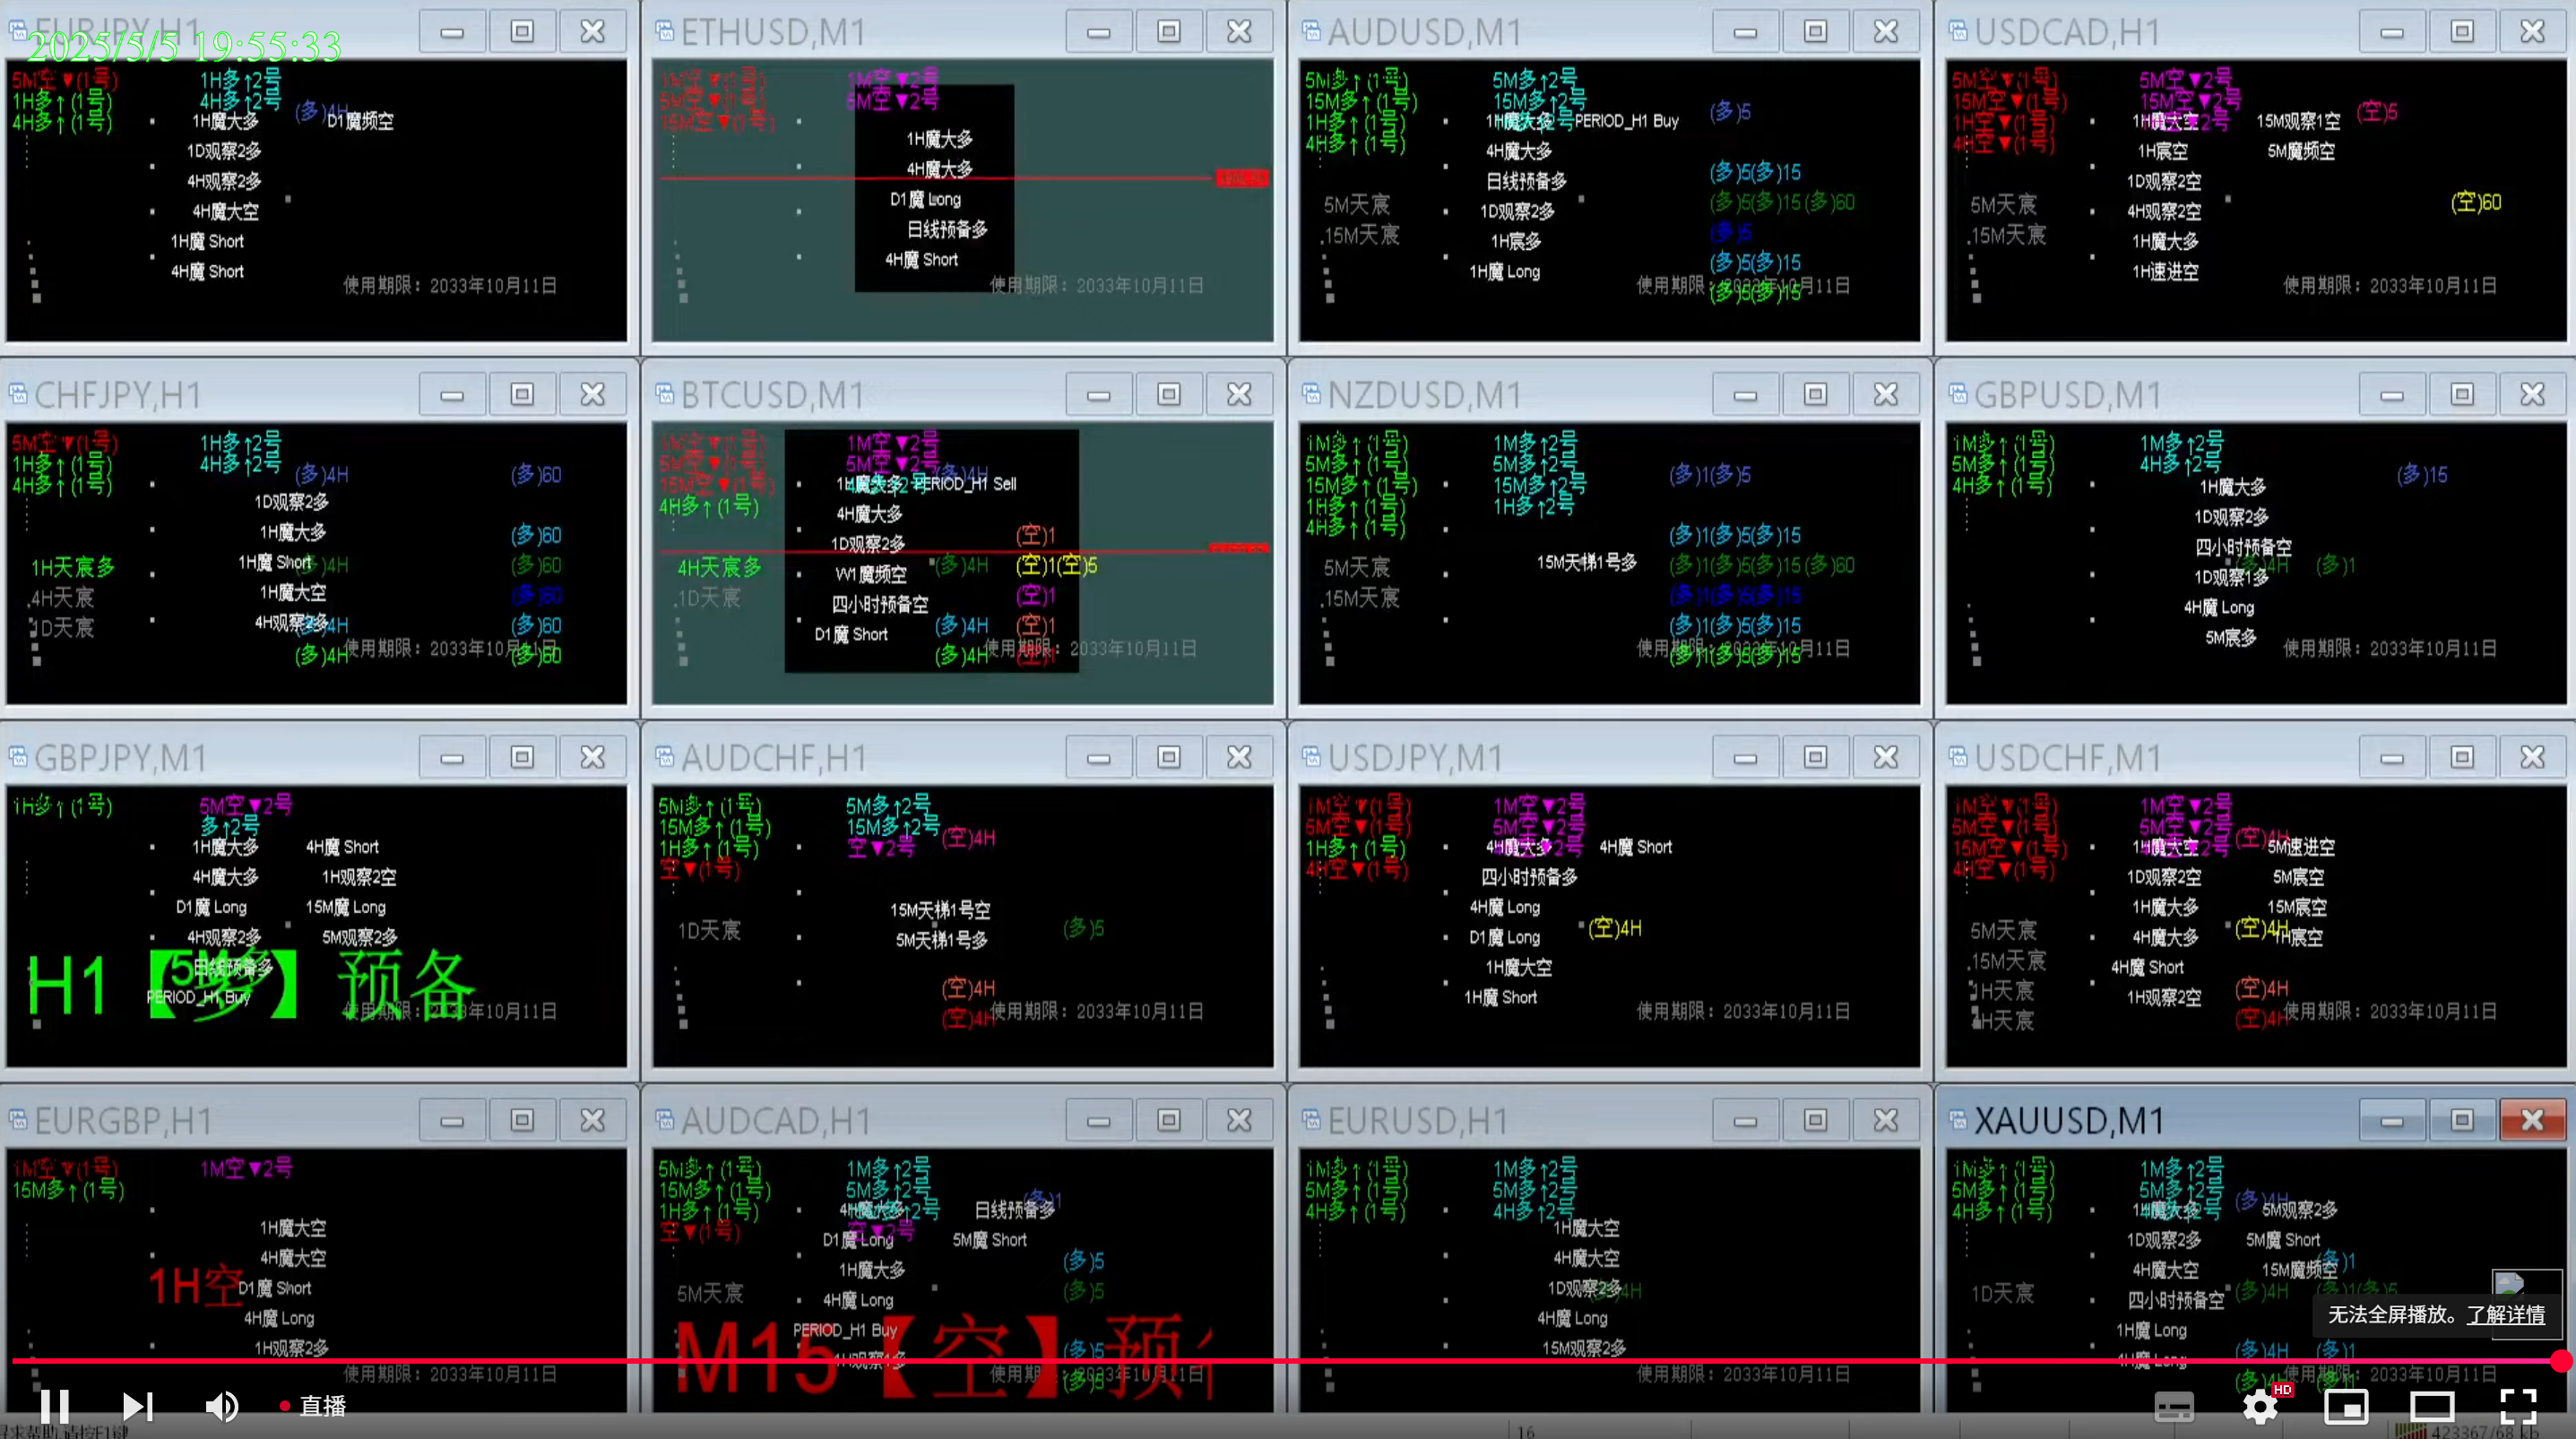 2025/5/5 19:55:33
EURJPY,H1
5M空▼(1号)
1H多↑2号
1H多↑(1号)
4H多↑2号
(多)4H
4H多↑(1号)
1H魔大多
D1魔频空
1D观察2多
4H观察2多
4H魔大空
1H魔 Short
4H魔 Short
使用期限：2033年10月11日
ETHUSD,M1
1M空▼(1号)
1M空▼2号
5M空▼(1号)
5M空▼2号
15M空▼(1号)
1H魔大多
4H魔大多
D1魔 Long
日线预备多
4H魔 Short
使用期限：2033年10月11日
AUDUSD,M1
5M多↑(1号)
5M多↑2号
15M多↑(1号)
15M多↑2号
(多)5
1H多↑(1号)
1H魔大多
PERIOD_H1 Buy
4H多↑(1号)
4H魔大多
(多)5(多)15
日线预备多
5M天宸
1D观察2多
(多)5(多)15(多)60
.15M天宸
1H宸多
(多)5
1H魔 Long
(多)5(多)15
使用期限：2033年10月11日
(多)5(多)15
USDCAD,H1
5M空▼(1号)
5M空▼2号
15M空▼(1号)
15M空▼2号
(空)5
1H空▼(1号)
1H魔大空
15M观察1空
4H空▼(1号)
1H宸空
5M魔频空
1D观察2空
5M天宸
4H观察2空
(空)60
.15M天宸
1H魔大多
1H速进空
使用期限：2033年10月11日
CHFJPY,H1
5M空▼(1号)
1H多↑2号
1H多↑(1号)
4H多↑2号
(多)4H
(多)60
4H多↑(1号)
1D观察2多
1H魔大多
(多)60
1H天宸多
1H魔 Short
(多)4H
(多)60
.4H天宸
1H魔大空
(多)60
1D天宸
4H观察2多
(多)4H
(多)60
使用期限：2033年10月11日
(多)4H
(多)60
BTCUSD,M1
1M空▼(1号)
1M空▼2号
5M空▼(1号)
5M空▼2号
(多)4H
15M空▼(1号)
1H魔大多
PERIOD_H1 Sell
4H多↑(1号)
4H魔大多
1D观察2多
(空)1
4H天宸多
W1魔频空
(多)4H
(空)1(空)5
.1D天宸
四小时预备空
(空)1
D1魔 Short
(多)4H
(空)1
使用期限：2033年10月11日
(多)4H
(空)1
NZDUSD,M1
1M多↑(1号)
1M多↑2号
5M多↑(1号)
5M多↑2号
(多)1(多)5
15M多↑(1号)
15M多↑2号
1H多↑(1号)
1H多↑2号
4H多↑(1号)
(多)1(多)5(多)15
15M天梯1号多
5M天宸
(多)1(多)5(多)15(多)60
.15M天宸
(多)1(多)5(多)15
(多)1(多)5(多)15
使用期限：2033年10月11日
(多)1(多)5(多)15
GBPUSD,M1
1M多↑(1号)
1M多↑2号
5M多↑(1号)
4H多↑2号
(多)15
4H多↑(1号)
1H魔大多
1D观察2多
四小时预备空
(多)4H
(多)1
1D观察1多
4H魔 Long
5M宸多
使用期限：2033年10月11日
GBPJPY,M1
1H多↑(1号)
5M空▼2号
多↑2号
1H魔大多
4H魔 Short
4H魔大多
1H观察2空
D1魔 Long
15M魔 Long
4H观察2多
5M观察2多
日线预备多
H1【多】 预备
PERIOD_H1 Buy
使用期限：2033年10月11日
AUDCHF,H1
5M多↑(1号)
5M多↑2号
15M多↑(1号)
15M多↑2号
(空)4H
1H多↑(1号)
空▼2号
空▼(1号)
15M天梯1号空
1D天宸
5M天梯1号多
(多)5
(空)4H
(空)4H
使用期限：2033年10月11日
USDJPY,M1
1M空▼(1号)
1M空▼2号
5M空▼(1号)
5M空▼2号
1H多↑(1号)
4H魔大多
4H魔 Short
4H空▼(1号)
四小时预备多
4H魔 Long
D1魔 Long
(空)4H
1H魔大空
1H魔 Short
使用期限：2033年10月11日
USDCHF,M1
1M空▼(1号)
1M空▼2号
5M空▼(1号)
5M空▼2号
(空)4H
15M空▼(1号)
1H魔大空
5M速进空
4H空▼(1号)
1D观察2空
5M宸空
1H魔大多
15M宸空
5M天宸
4H魔大多
(空)4H
1H宸空
.15M天宸
4H魔 Short
1H天宸
1H观察2空
(空)4H
4H天宸
(空)4H
使用期限：2033年10月11日
EURGBP,H1
1M空▼(1号)
1M空▼2号
15M多↑(1号)
1H魔大空
4H魔大空
1H空
D1魔 Short
4H魔 Long
1H观察2多
使用期限：2033年10月11日
AUDCAD,H1
5M多↑(1号)
1M多↑2号
15M多↑(1号)
5M多↑2号
(多)1
1H多↑(1号)
4H魔大多
日线预备多
空▼(1号)
空▼2号
D1魔 Long
5M魔 Short
1H魔大多
(多)5
5M天宸
4H魔 Long
(多)5
PERIOD_H1 Buy
M15【空】预
(多)5
使用期限：2033年10月11日
(多)5
EURUSD,H1
1M多↑(1号)
1M多↑2号
5M多↑(1号)
5M多↑2号
4H多↑(1号)
4H多↑2号
1H魔大空
4H魔大空
1D观察2多
4H魔 Long
15M观察2多
使用期限：2033年10月11日
XAUUSD,M1
1M多↑(1号)
1M多↑2号
5M多↑(1号)
5M多↑2号
(多)4H
4H多↑(1号)
1H魔大多
5M观察2多
1D观察2多
5M魔 Short
4H魔大空
15M魔频空
(多)1
1D天宸
四小时预备空
(多)4H
(多)1(多)5
1H魔 Long
(多)4H
(多)1
使用期限：2033年10月11日
无法全屏播放。了解详情
直播
HD
16